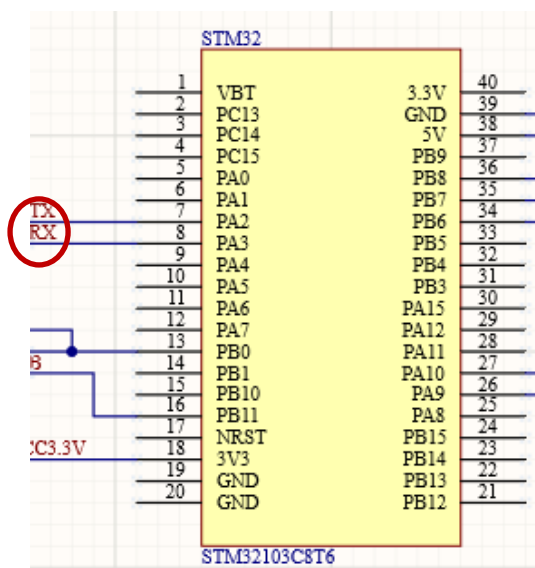 STM32
1 VBT 3.3V 40
2 PC13 GND 39
3 PC14 5V 38
4 PC15 PB9 37
5 PA0 PB8 36
6 PA1 PB7 35
TX 7 PA2 PB6 34
RX 8 PA3 PB5 33
9 PA4 PB4 32
10 PA5 PB3 31
11 PA6 PA15 30
12 PA7 PA12 29
13 PB0 PA11 28
B 14 PB1 PA10 27
15 PB10 PA9 26
16 PB11 PA8 25
17 NRST PB15 24
CC3.3V 18 3V3 PB14 23
19 GND PB13 22
20 GND PB12 21
STM32103C8T6